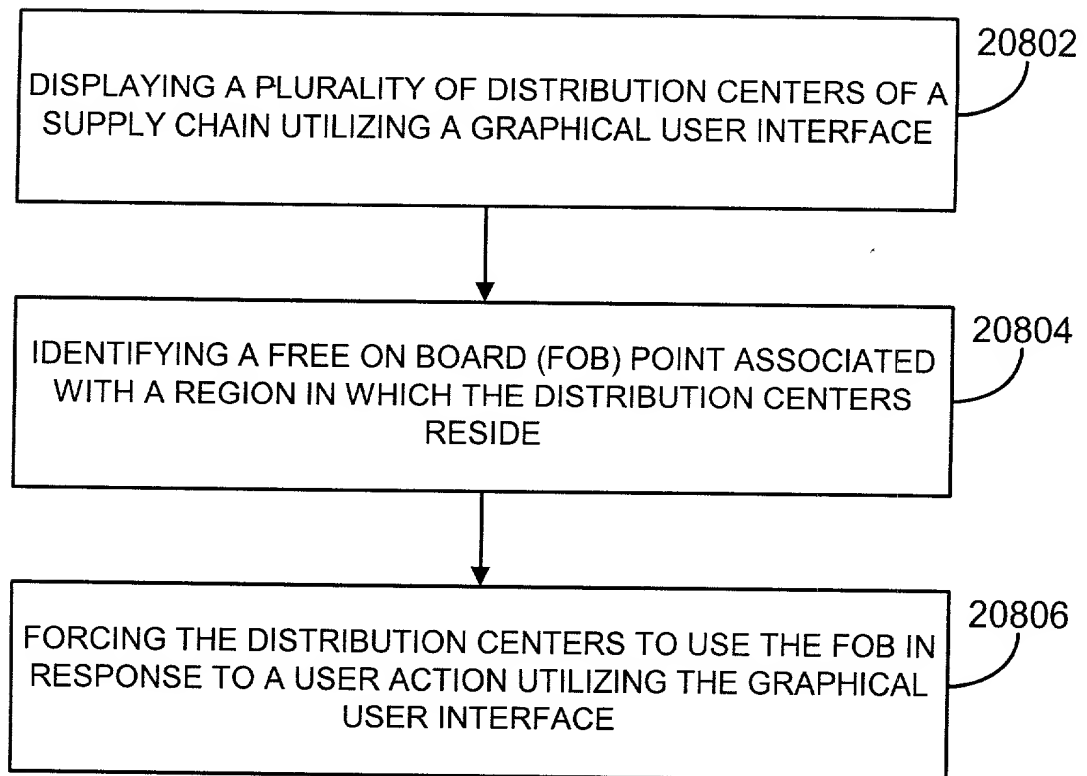 20802
DISPLAYING A PLURALITY OF DISTRIBUTION CENTERS OF A
SUPPLY CHAIN UTILIZING A GRAPHICAL USER INTERFACE
20804
IDENTIFYING A FREE ON BOARD (FOB) POINT ASSOCIATED
WITH A REGION IN WHICH THE DISTRIBUTION CENTERS
RESIDE
20806
FORCING THE DISTRIBUTION CENTERS TO USE THE FOB IN
RESPONSE TO A USER ACTION UTILIZING THE GRAPHICAL
USER INTERFACE